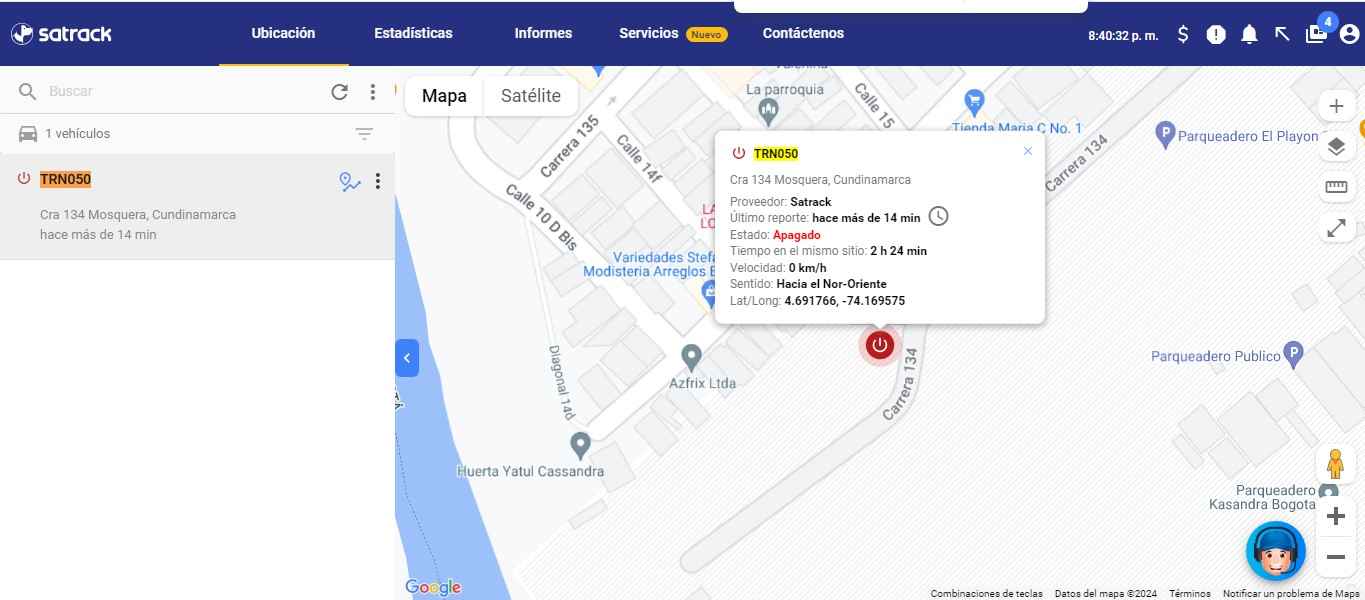 satrack
Ubicación
Estadísticas
Informes
Servicios Nuevo
Contáctenos
8:40:32 p. m.
4
Buscar
1 vehículos
TRN050
Cra 134 Mosquera, Cundinamarca
hace más de 14 min
Mapa
Satélite
La parroquia
Calle 15
Tienda Maria C No. 1
Parqueadero El Playon
Carrera 135
Calle 14f
Carrera 134
Calle 10 D Bis
TRN050
Cra 134 Mosquera, Cundinamarca
Proveedor: Satrack
Último reporte: hace más de 14 min
Estado: Apagado
Tiempo en el mismo sitio: 2 h 24 min
Velocidad: 0 km/h
Sentido: Hacia el Nor-Oriente
Lat/Long: 4.691766, -74.169575
Variedades
Modisteria Arreglos
Diagonal 14d
Azfrix Ltda
Carrera 134
Parqueadero Publico
Huerta Yatul Cassandra
Parqueadero
Kasandra Bogota
Google
Combinaciones de teclas
Datos del mapa ©2024
Términos
Notificar un problema de Maps